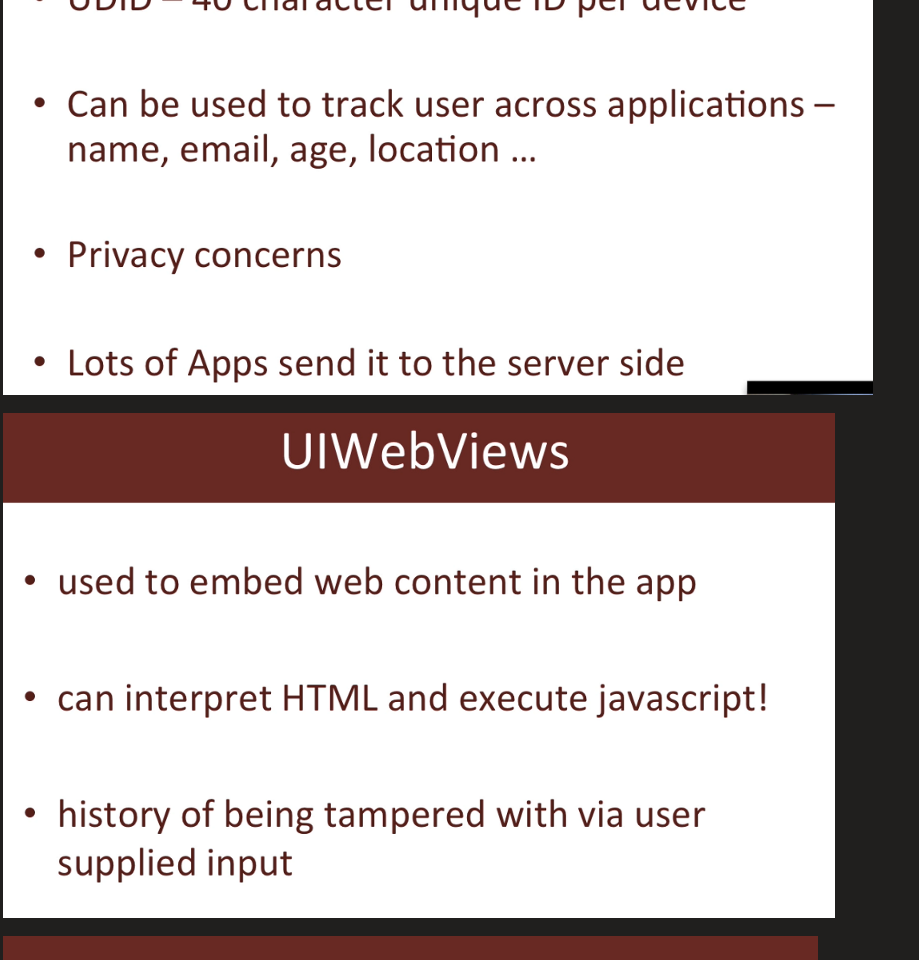 • UDID – 40 character unique ID per device
• Can be used to track user across applications –
name, email, age, location ...
• Privacy concerns
• Lots of Apps send it to the server side
UIWebViews
• used to embed web content in the app
• can interpret HTML and execute javascript!
• history of being tampered with via user
supplied input